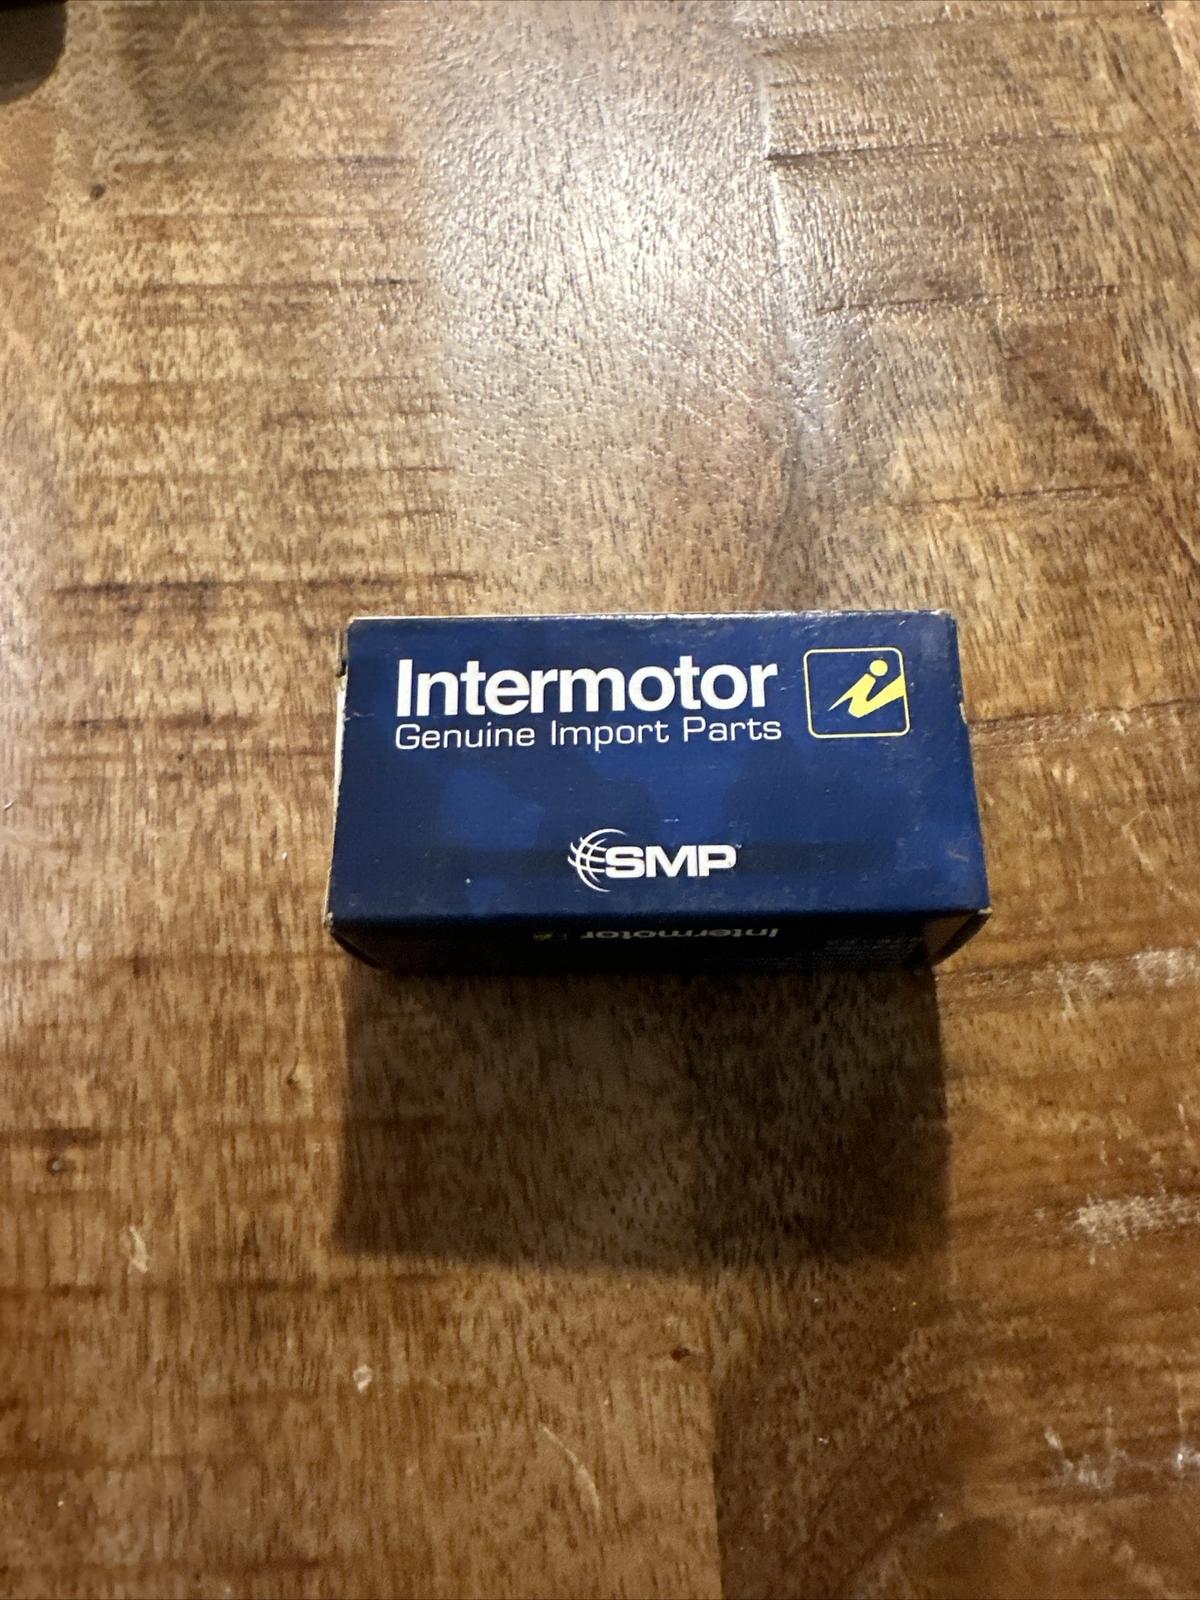 Intermotor
Genuine Import Parts
SMP
Intermotor